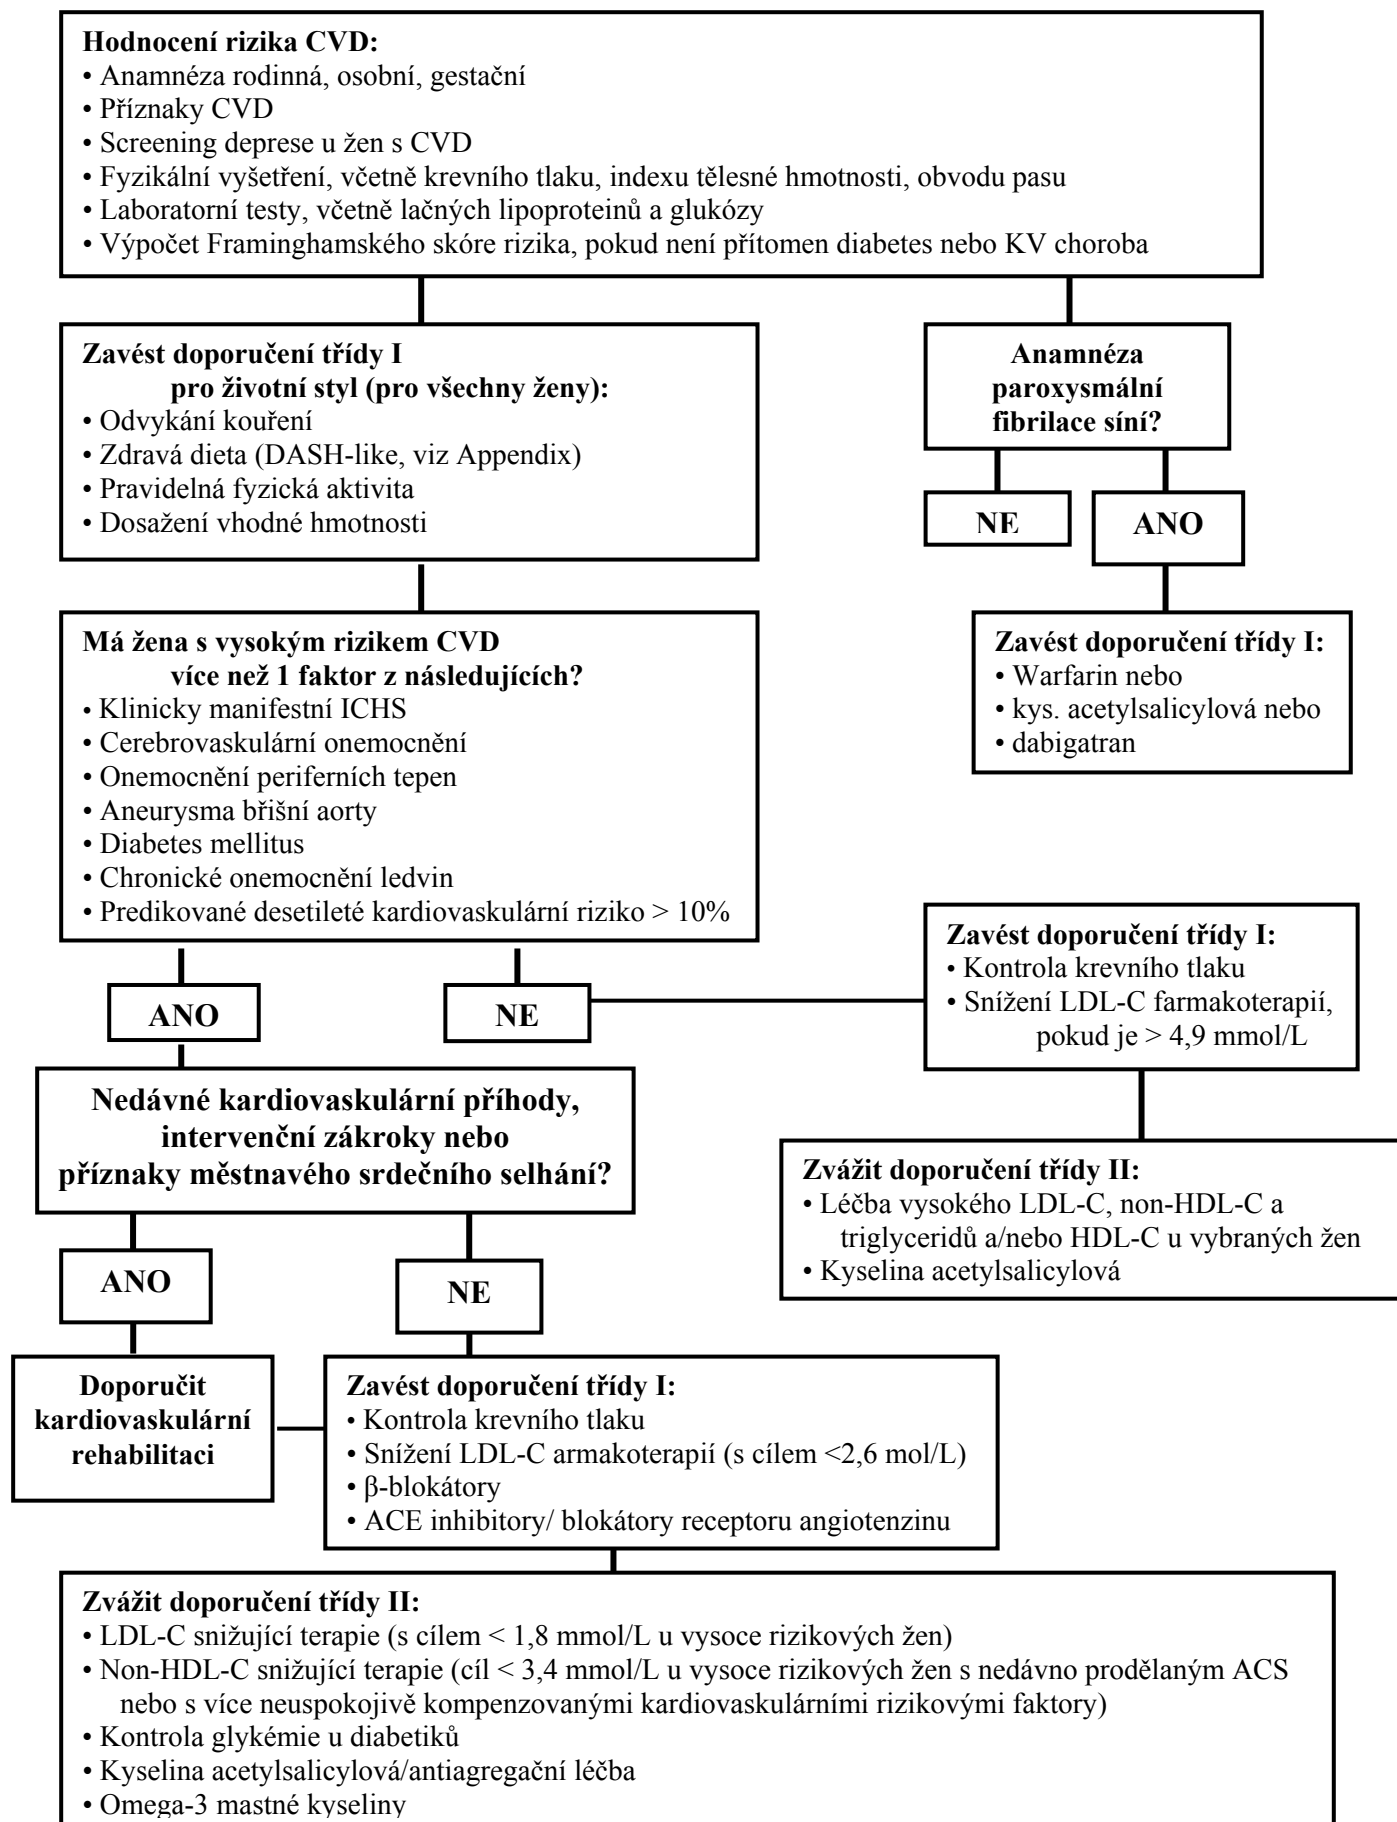 Hodnocení rizika CVD:
• Anamnéza rodinná, osobní, gestační
• Příznaky CVD
• Screening deprese u žen s CVD
• Fyzikální vyšetření, včetně krevního tlaku, indexu tělesné hmotnosti, obvodu pasu
• Laboratorní testy, včetně lačných lipoproteinů a glukózy
• Výpočet Framinghamského skóre rizika, pokud není přítomen diabetes nebo KV choroba
Zavést doporučení třídy I
pro životní styl (pro všechny ženy):
• Odvykání kouření
• Zdravá dieta (DASH-like, viz Appendix)
• Pravidelná fyzická aktivita
• Dosažení vhodné hmotnosti
Anamnéza
paroxysmální
fibrilace síní?
NE
ANO
Zavést doporučení třídy I:
• Warfarin nebo
• kys. acetylsalicylová nebo
• dabigatran
Má žena s vysokým rizikem CVD
více než 1 faktor z následujících?
• Klinicky manifestní ICHS
• Cerebrovaskulární onemocnění
• Onemocnění periferních tepen
• Aneurysma břišní aorty
• Diabetes mellitus
• Chronické onemocnění ledvin
• Predikované desetileté kardiovaskulární riziko > 10%
ANO
NE
Zavést doporučení třídy I:
• Kontrola krevního tlaku
• Snížení LDL-C farmakoterapií,
pokud je > 4,9 mmol/L
Zvážit doporučení třídy II:
• Léčba vysokého LDL-C, non-HDL-C a
triglyceridů a/nebo HDL-C u vybraných žen
• Kyselina acetylsalicylová
Nedávné kardiovaskulární příhody,
intervenční zákroky nebo
příznaky městnavého srdečního selhání?
ANO
NE
Doporučit
kardiovaskulární
rehabilitaci
Zavést doporučení třídy I:
• Kontrola krevního tlaku
• Snížení LDL-C armakoterapií (s cílem <2,6 mol/L)
• β-blokátory
• ACE inhibitory/ blokátory receptoru angiotenzinu
Zvážit doporučení třídy II:
• LDL-C snižující terapie (s cílem < 1,8 mmol/L u vysoce rizikových žen)
• Non-HDL-C snižující terapie (cíl < 3,4 mmol/L u vysoce rizikových žen s nedávno prodělaným ACS
nebo s více neuspokojivě kompenzovanými kardiovaskulárními rizikovými faktory)
• Kontrola glykémie u diabetiků
• Kyselina acetylsalicylová/antiagregační léčba
• Omega-3 mastné kyseliny